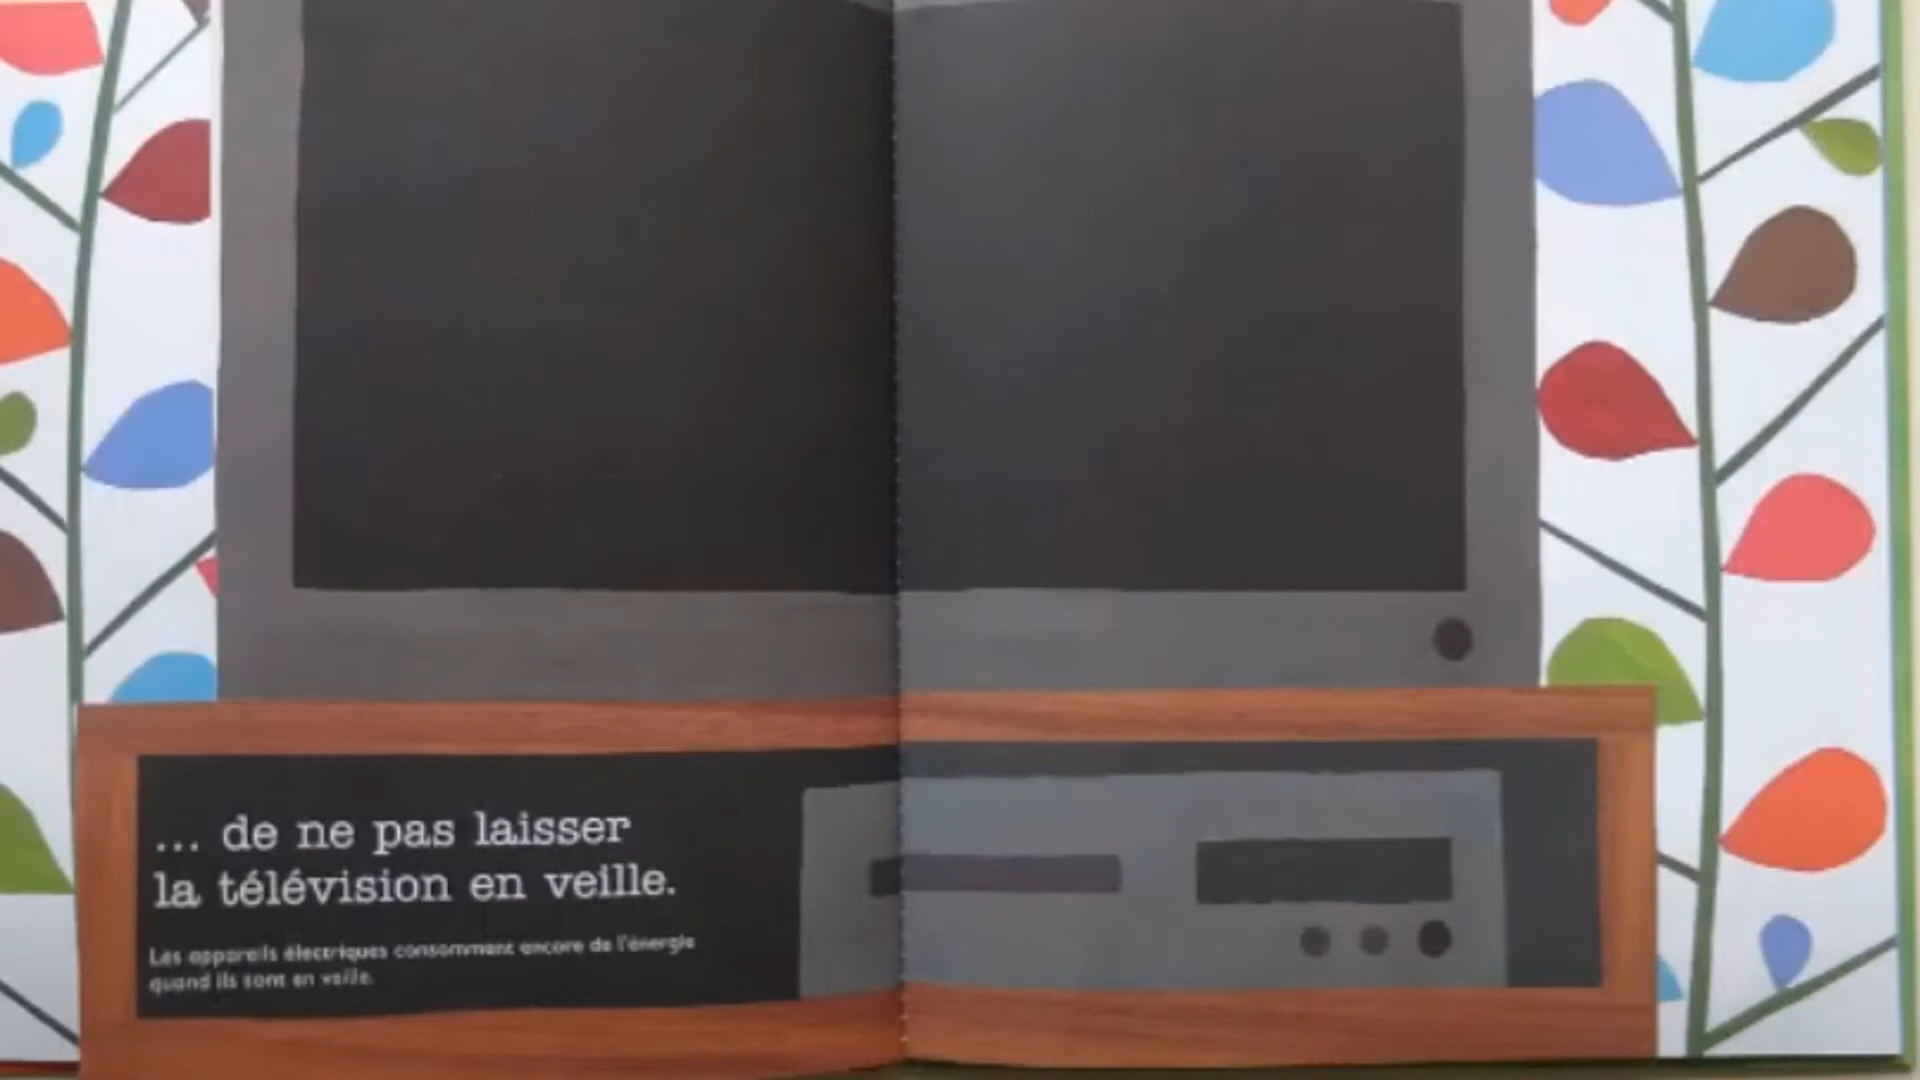 ... de ne pas laisser
la télévision en veille.
Les appareils électriques consomment encore de l'énergie
quand ils sont en veille.